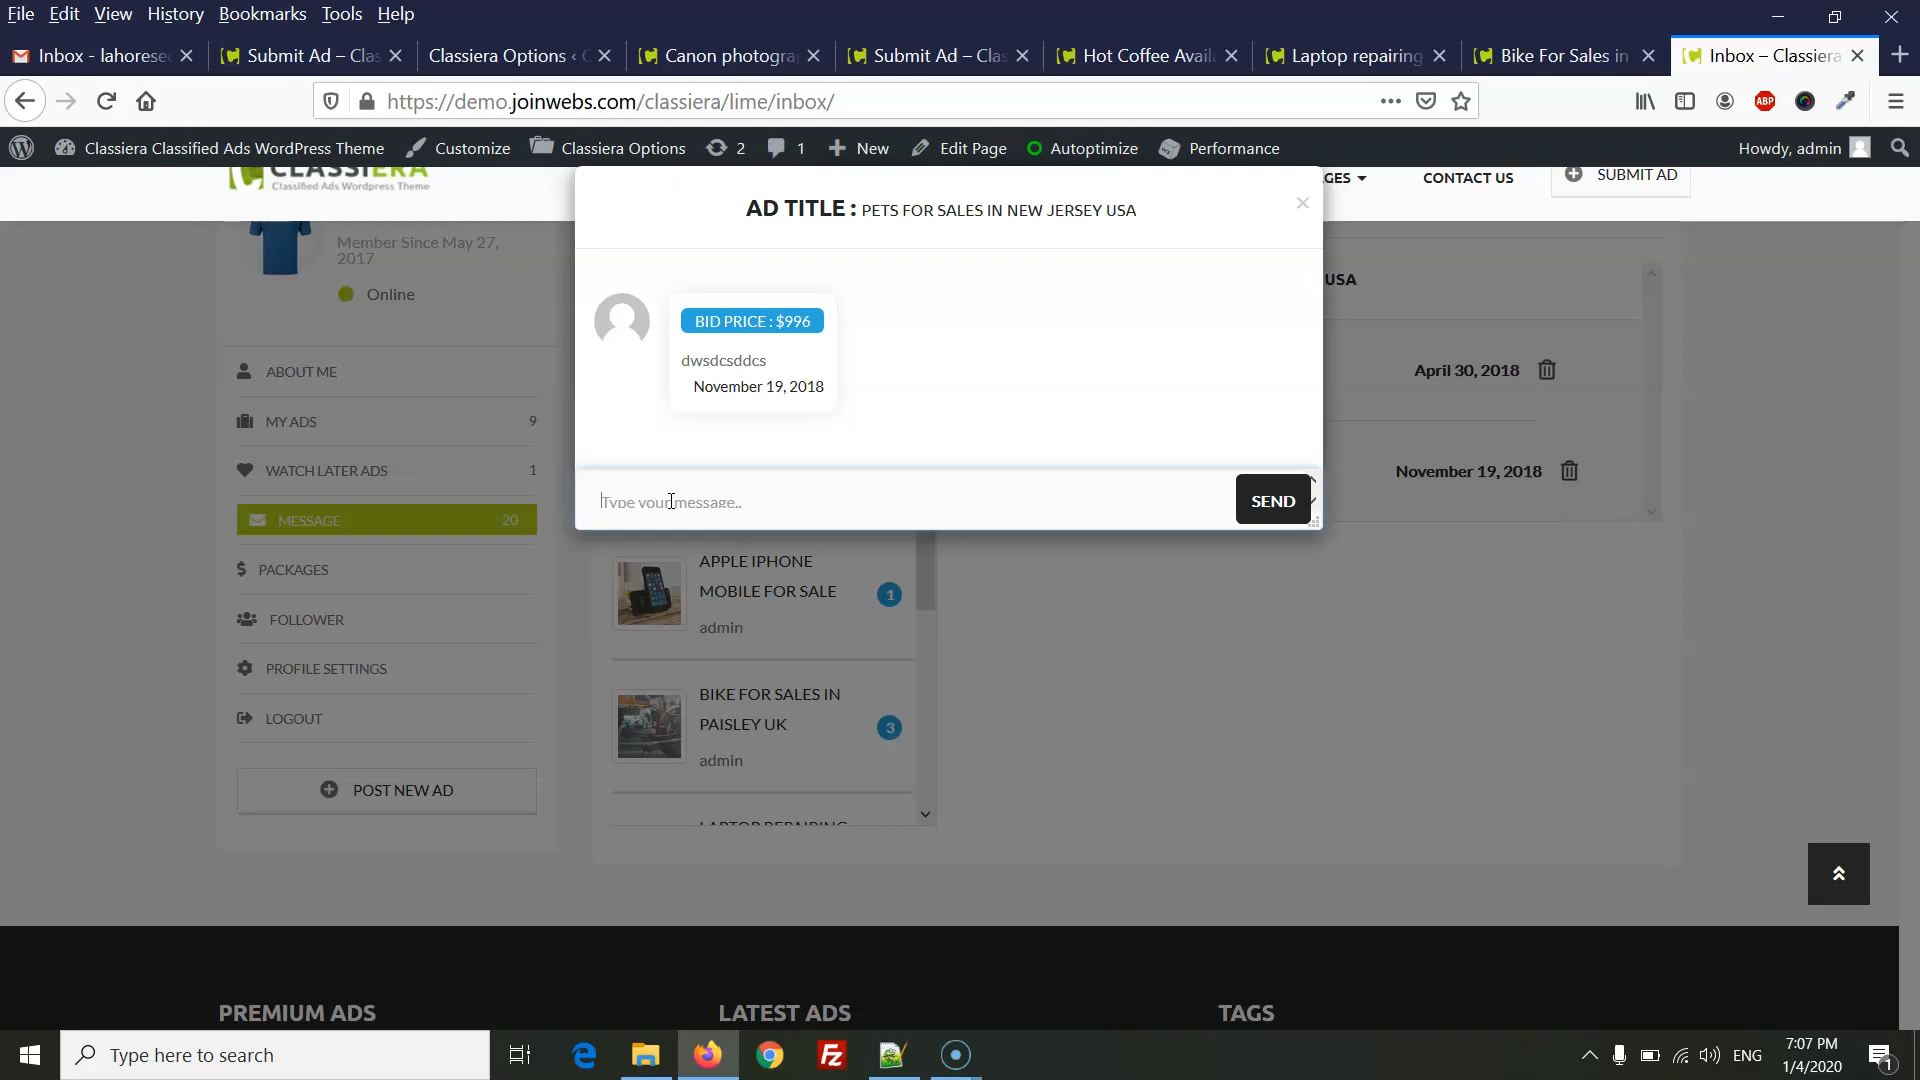 File Edit View History Bookmarks Tools Help
Inbox - lahorese
Submit Ad – Clas
Classiera Options ‹ C
Canon photogra
Submit Ad – Clas
Hot Coffee Avail
Laptop repairing
Bike For Sales in
Inbox – Classiera
https://demo.joinwebs.com/classiera/lime/inbox/
ABP
Classiera Classified Ads WordPress Theme
Customize
Classiera Options
2
1
New
Edit Page
Autoptimize
Performance
Howdy, admin
CLASSIERA
Classified Ads Wordpress Theme
GES
CONTACT US
SUBMIT AD
AD TITLE : PETS FOR SALES IN NEW JERSEY USA
×
Member Since May 27,
2017
Online
USA
BID PRICE : $996
dwsdcsddcs
November 19, 2018
April 30, 2018
November 19, 2018
Type your message..
SEND
ABOUT ME
MY ADS 9
WATCH LATER ADS 1
MESSAGE 20
PACKAGES
FOLLOWER
PROFILE SETTINGS
LOGOUT
POST NEW AD
APPLE IPHONE
MOBILE FOR SALE
1
admin
BIKE FOR SALES IN
PAISLEY UK
3
admin
LAPTOP REPAIRING
PREMIUM ADS
LATEST ADS
TAGS
Type here to search
ENG
7:07 PM
1/4/2020
1